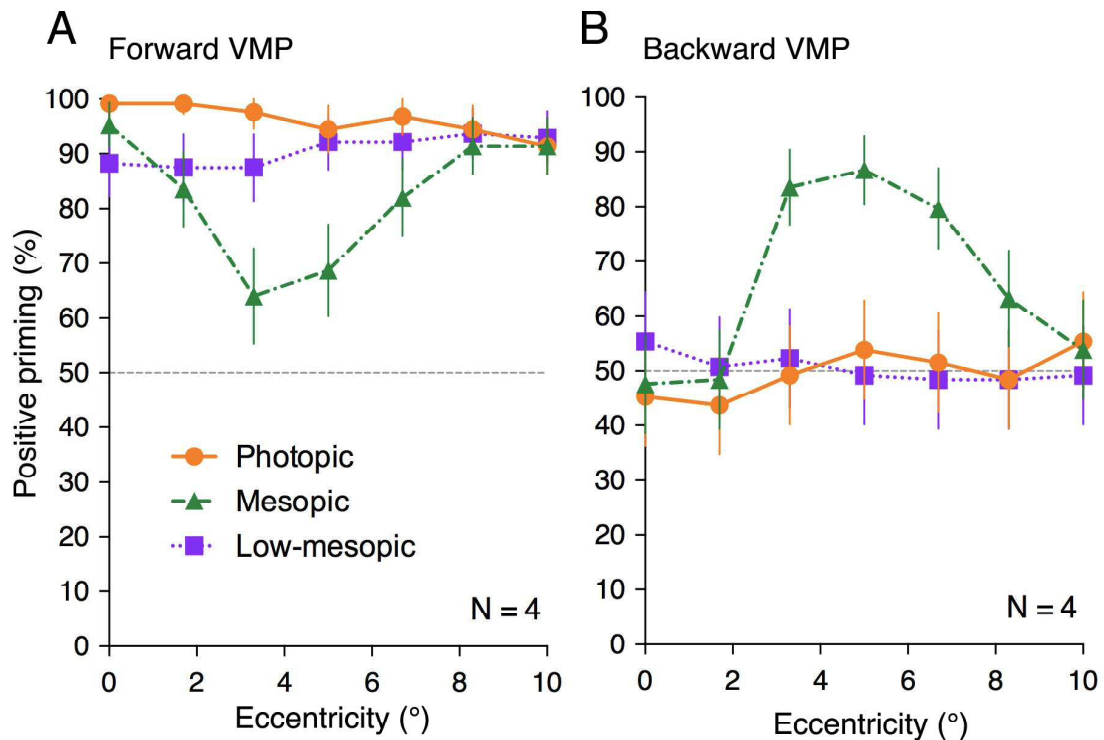 A Forward VMP
100
90
80
70
60
50
40
30
20
10
0
Positive priming (%)
Photopic
Mesopic
Low-mesopic
N = 4
0 2 4 6 8 10
Eccentricity (°)
B Backward VMP
100
90
80
70
60
50
40
30
20
10
0
N = 4
0 2 4 6 8 10
Eccentricity (°)